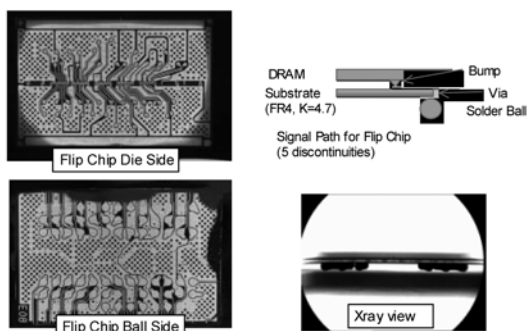 Flip Chip Die Side
DRAM
Bump
Substrate
(FR4, K=4.7)
Via
Solder Ball
Signal Path for Flip Chip
(5 discontinuities)
Flip Chip Ball Side
E08
Xray view